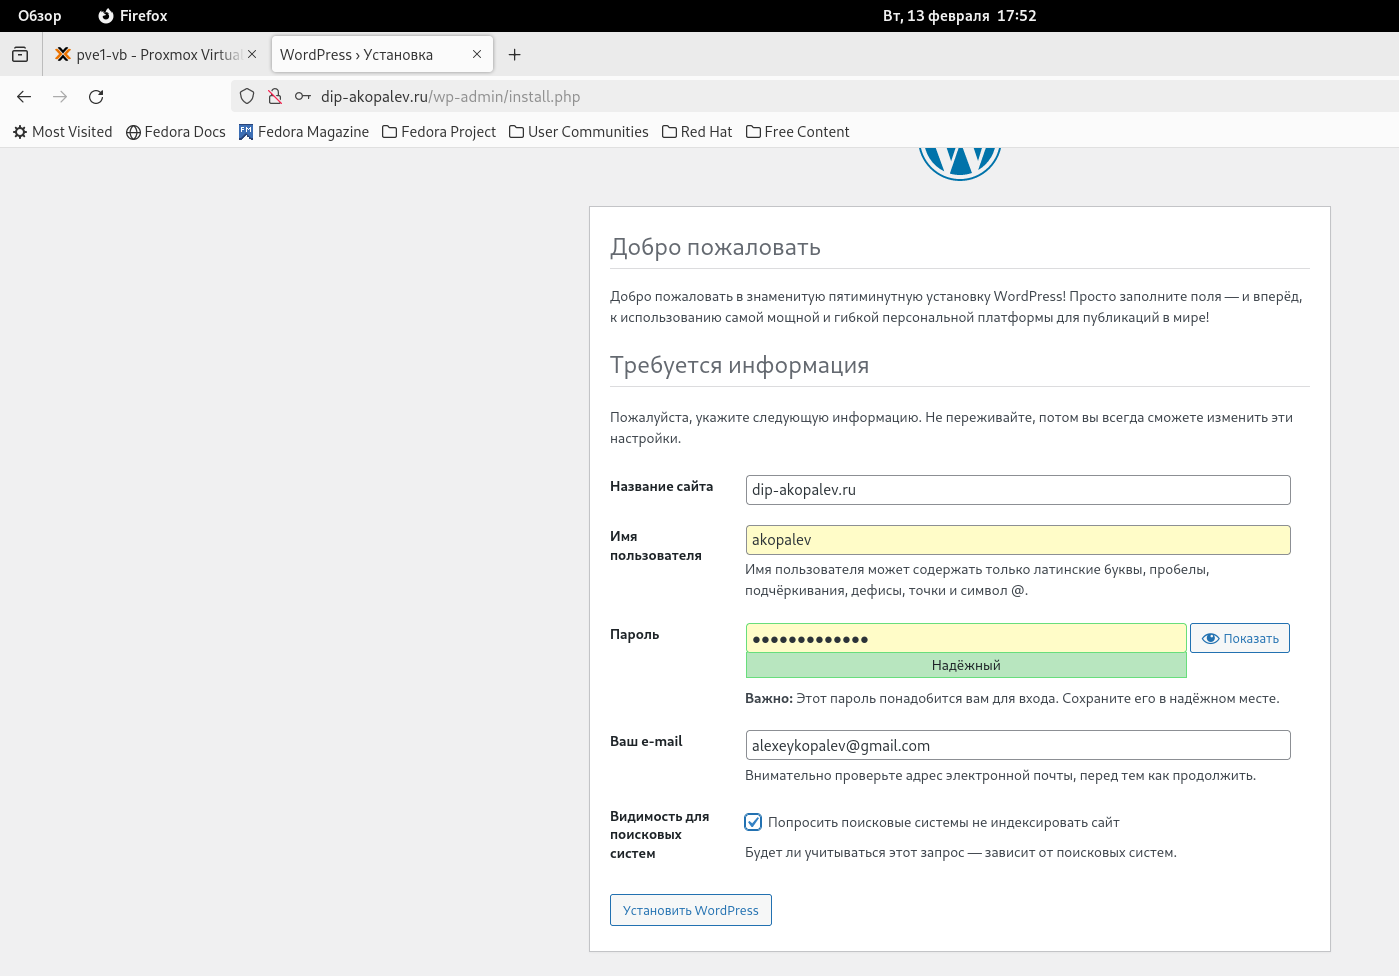 Обзор Firefox Вт, 13 февраля 17:52
pve1-vb - Proxmox Virtual WordPress › Установка
dip-akopalev.ru/wp-admin/install.php
Most Visited Fedora Docs Fedora Magazine Fedora Project User Communities Red Hat Free Content
Добро пожаловать
Добро пожаловать в знаменитую пятиминутную установку WordPress! Просто заполните поля — и вперёд,
к использованию самой мощной и гибкой персональной платформы для публикаций в мире!
Требуется информация
Пожалуйста, укажите следующую информацию. Не переживайте, потом вы всегда сможете изменить эти
настройки.
Название сайта dip-akopalev.ru
Имя
пользователя
akopalev
Имя пользователя может содержать только латинские буквы, пробелы,
подчёркивания, дефисы, точки и символ @.
Пароль ●●●●●●●●●●●●● Показать
Надёжный
Важно: Этот пароль понадобится вам для входа. Сохраните его в надёжном месте.
Ваш e-mail alexeykopalev@gmail.com
Внимательно проверьте адрес электронной почты, перед тем как продолжить.
Видимость для
поисковых
систем
Попросить поисковые системы не индексировать сайт
Будет ли учитываться этот запрос — зависит от поисковых систем.
Установить WordPress